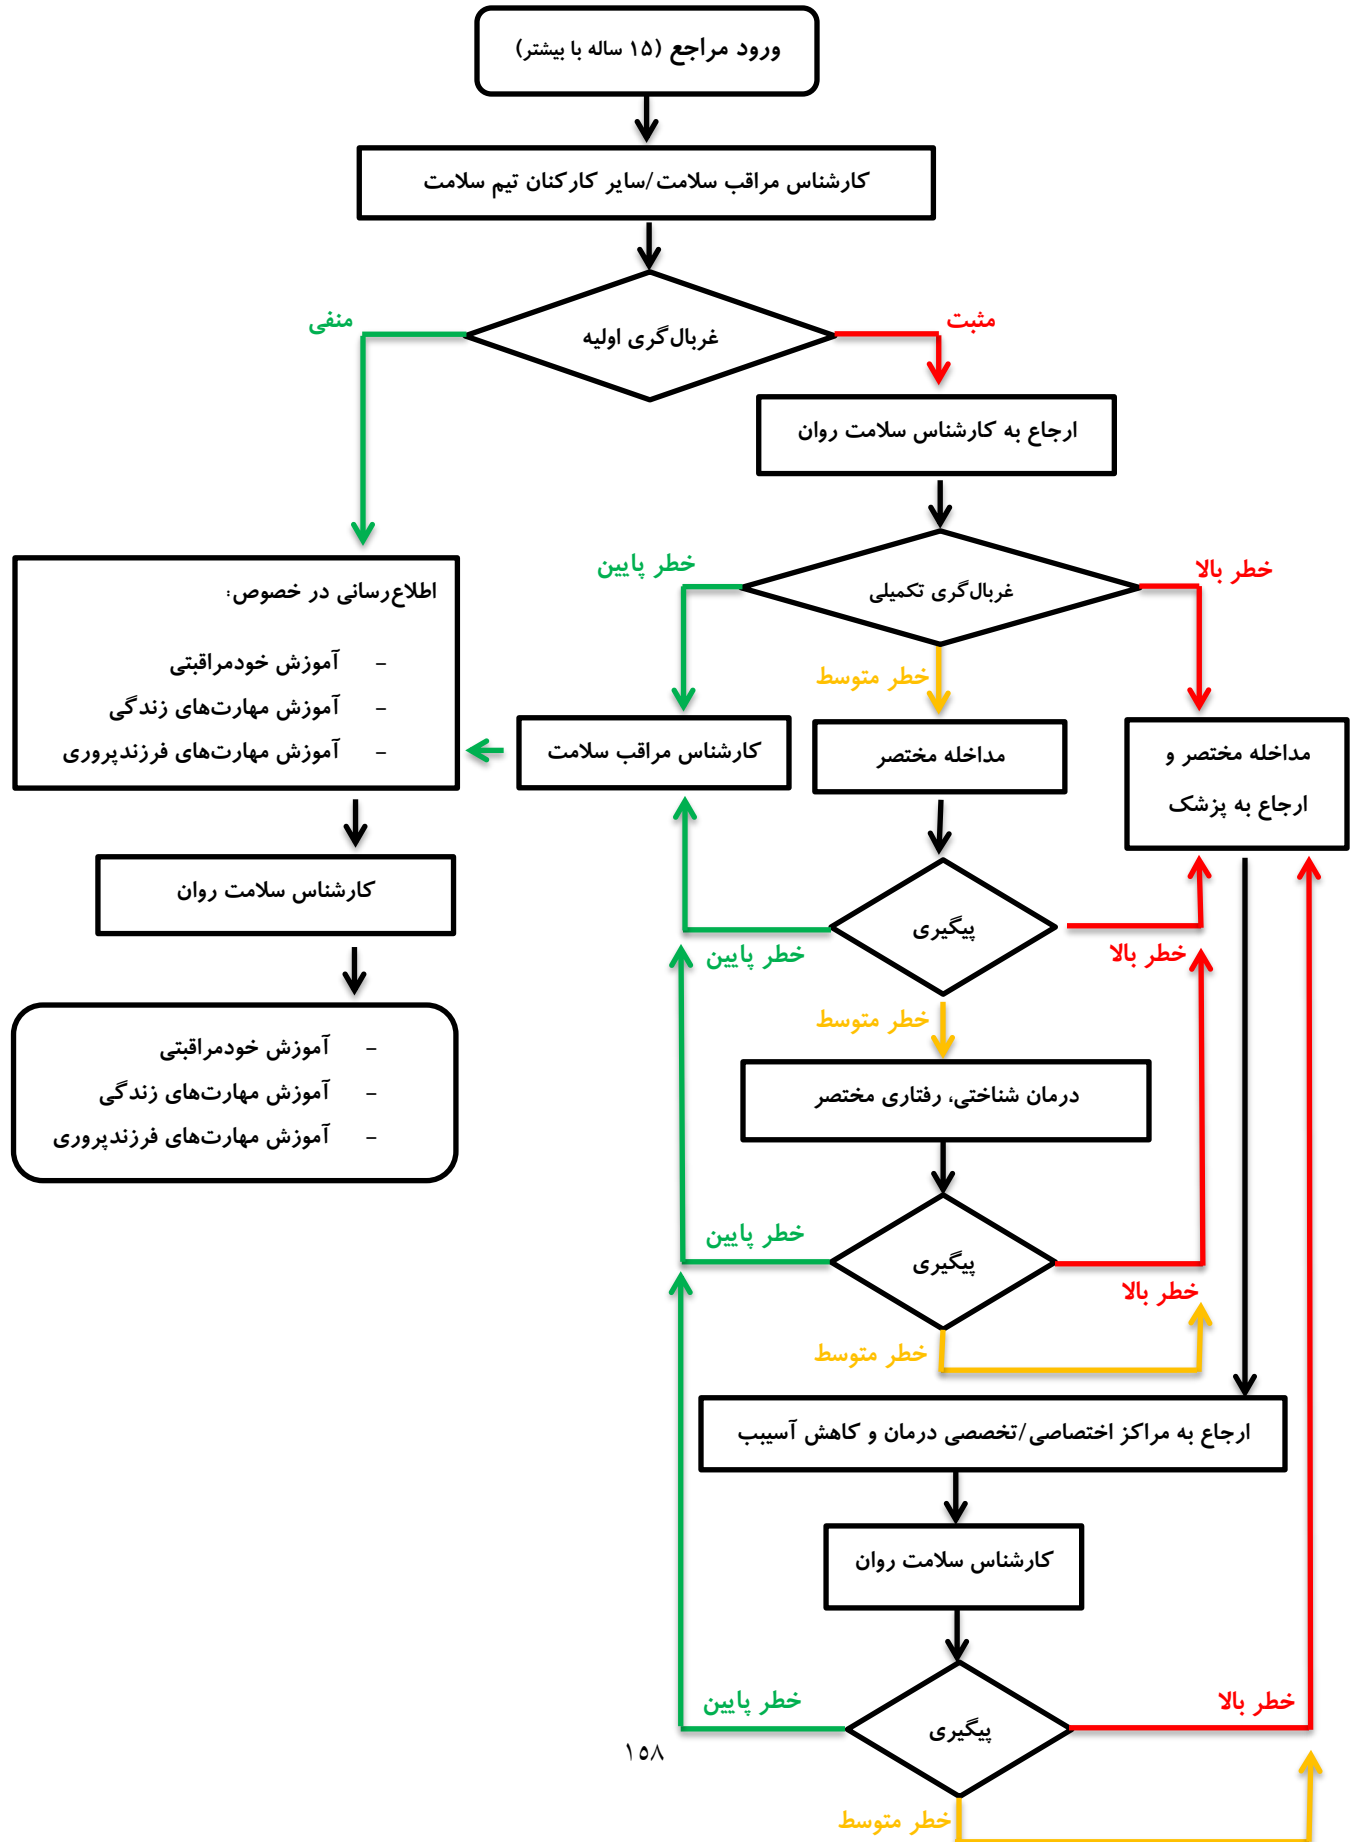 ورود مراجع (۱۵ ساله با بیشتر)
کارشناس مراقب سلامت/سایر کارکنان تیم سلامت
غربال‌گری اولیه
منفی
مثبت
ارجاع به کارشناس سلامت روان
غربال‌گری تکمیلی
خطر پایین
خطر بالا
خطر متوسط
اطلاع‌رسانی در خصوص:
- آموزش خودمراقبتی
- آموزش مهارت‌های زندگی
- آموزش مهارت‌های فرزندپروری
کارشناس مراقب سلامت
مداخله مختصر
مداخله مختصر و
ارجاع به پزشک
کارشناس سلامت روان
پیگیری
خطر پایین
خطر بالا
خطر متوسط
- آموزش خودمراقبتی
- آموزش مهارت‌های زندگی
- آموزش مهارت‌های فرزندپروری
درمان شناختی، رفتاری مختصر
پیگیری
خطر پایین
خطر بالا
خطر متوسط
ارجاع به مراکز اختصاصی/تخصصی درمان و کاهش آسیبب
کارشناس سلامت روان
پیگیری
خطر پایین
خطر بالا
خطر متوسط
۱۵۸